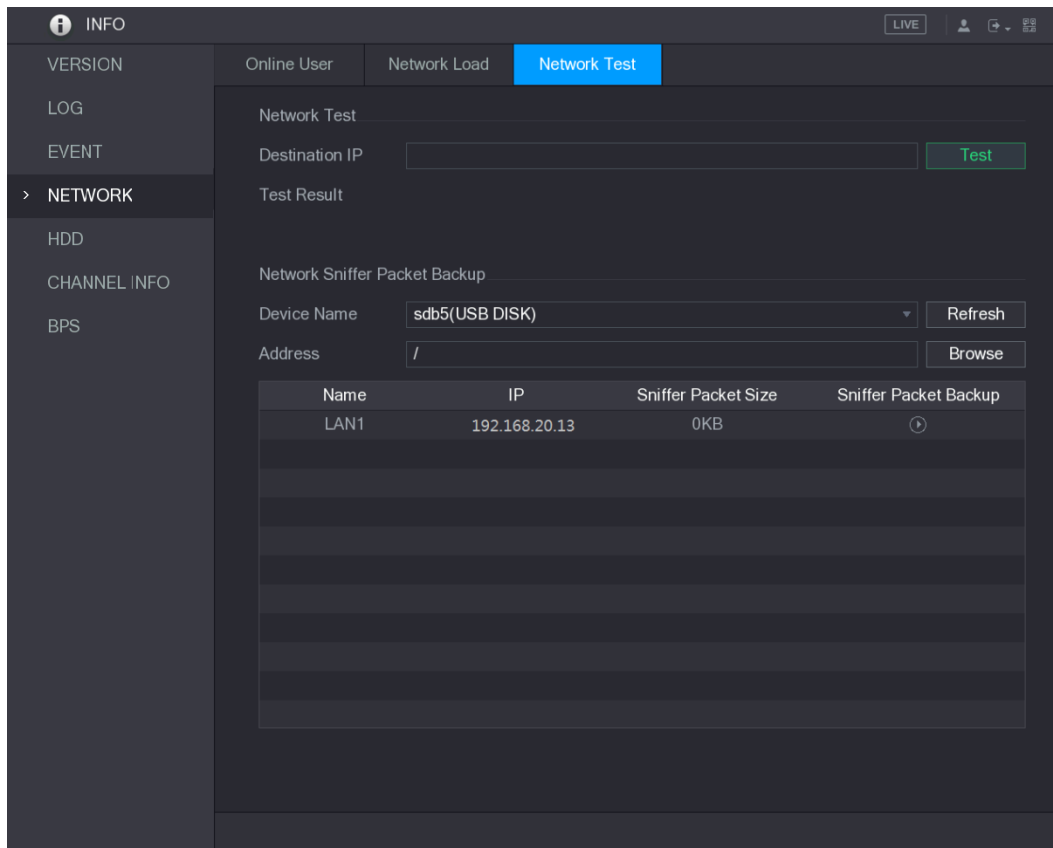 INFO
LIVE
VERSION
LOG
EVENT
NETWORK
HDD
CHANNEL INFO
BPS
Online User Network Load Network Test
Network Test
Destination IP Test
Test Result
Network Sniffer Packet Backup
Device Name sdb5(USB DISK) Refresh
Address / Browse
Name IP Sniffer Packet Size Sniffer Packet Backup
LAN1 192.168.20.13 0KB